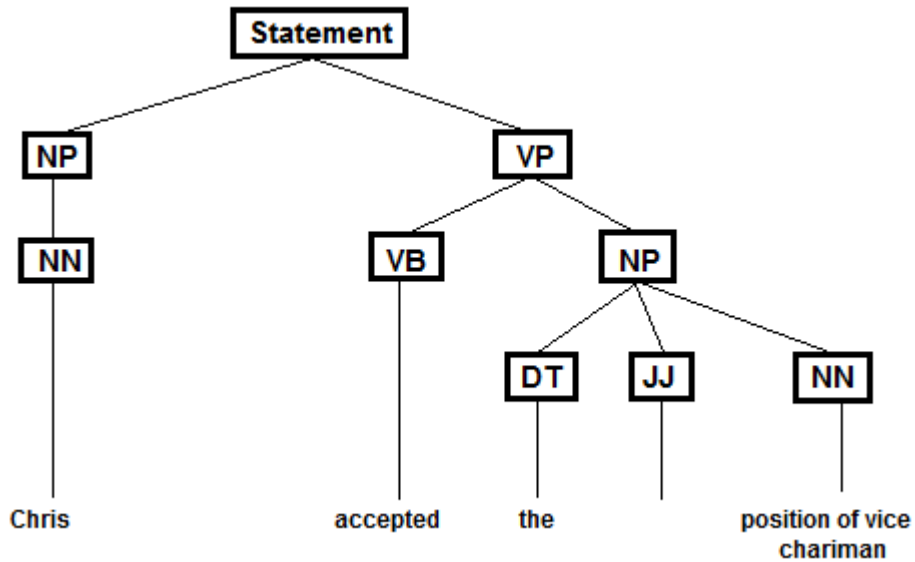 Statement
NP VP
NN VB NP
DT JJ NN
Chris accepted the position of vice
chariman